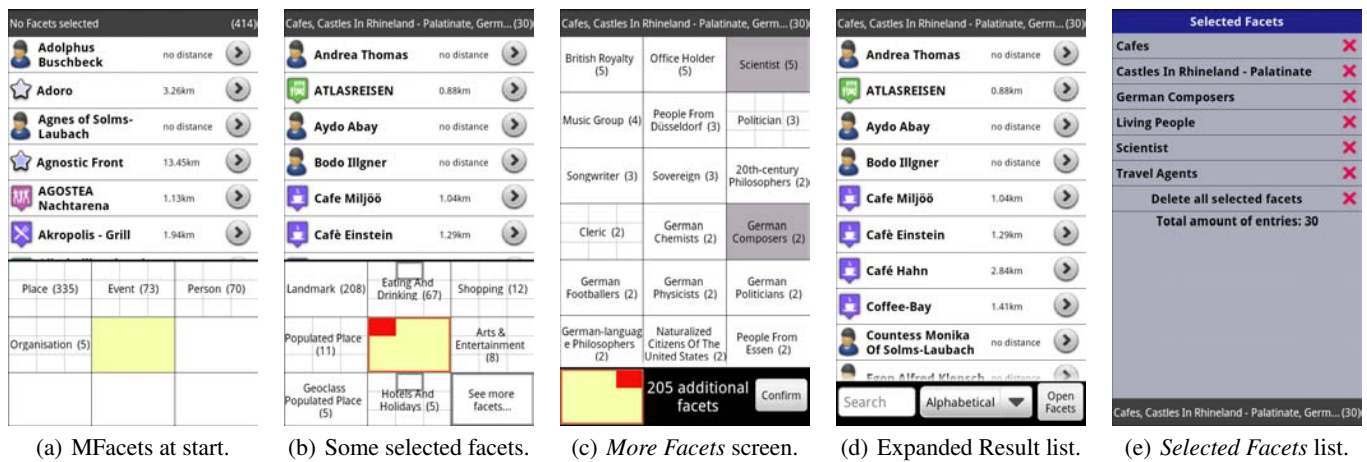 No Facets selected (414)
Adolphus
Buschbeck
no distance
Adoro 3.26km
Agnes of Solms-
Laubach
no distance
Agnostic Front 13.45km
AGOSTEA
Nachtarena
1.13km
Akropolis - Grill 1.94km
Place (335) Event (73) Person (70)
Organisation (5)
(a) MFacets at start.
Cafes, Castles In Rhineland - Palatinate, Germ... (30)
Andrea Thomas no distance
ATLASREISEN 0.88km
Aydo Abay no distance
Bodo Illgner no distance
Cafe Miljöö 1.04km
Cafè Einstein 1.29km
Landmark (208)
Eating And
Drinking (67)
Shopping (12)
Populated Place
(11)
Arts &
Entertainment
(8)
Geoclass
Populated Place
(5)
Hotels And
Holidays (5)
See more
facets...
(b) Some selected facets.
Cafes, Castles In Rhineland - Palatinate, Germ... (30)
British Royalty
(5)
Office Holder
(5)
Scientist (5)
Music Group (4)
People From
Düsseldorf (3)
Politician (3)
Songwriter (3)
Sovereign (3)
20th-century
Philosophers (2)
Cleric (2)
German
Chemists (2)
German
Composers (2)
German
Footballers (2)
German
Physicists (2)
German
Politicians (2)
German-languag
e Philosophers
(2)
Naturalized
Citizens Of The
United States (2)
People From
Essen (2)
205 additional
facets
Confirm
(c) More Facets screen.
Cafes, Castles In Rhineland - Palatinate, Germ... (30)
Andrea Thomas no distance
ATLASREISEN 0.88km
Aydo Abay no distance
Bodo Illgner no distance
Cafe Miljöö 1.04km
Cafè Einstein 1.29km
Café Hahn 2.84km
Coffee-Bay 1.41km
Countess Monika
Of Solms-Laubach
no distance
Egon Alfred Klepsch no distance
Search Alphabetical
Open
Facets
(d) Expanded Result list.
Selected Facets
Cafes
Castles In Rhineland - Palatinate
German Composers
Living People
Scientist
Travel Agents
Delete all selected facets
Total amount of entries: 30
Cafes, Castles In Rhineland - Palatinate, Germ... (30)
(e) Selected Facets list.